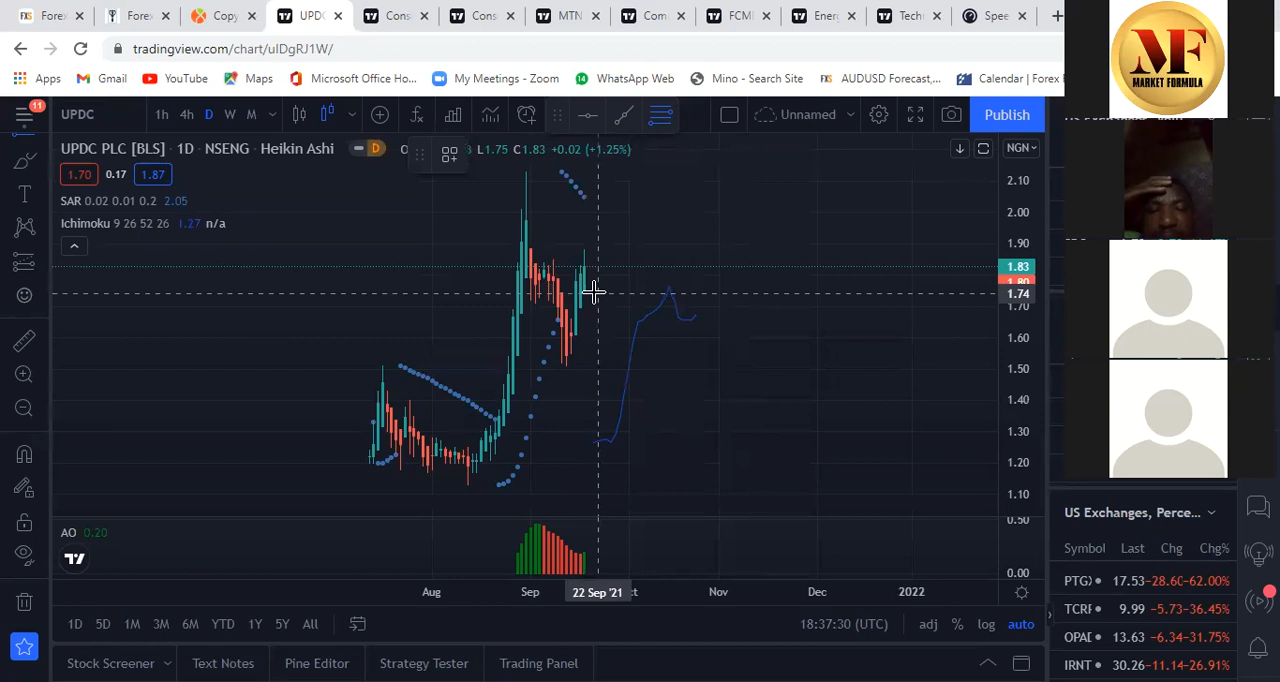 Forex
Forex
Copy
UPDC
Cons
Cons
MTN
Com
FCM
Ener
Tech
Spee
tradingview.com/chart/ulDgRJ1W/
Apps
Gmail
YouTube
Maps
Microsoft Office Ho...
My Meetings - Zoom
WhatsApp Web
Mino - Search Site
AUDUSD Forecast,...
Calendar | Forex
MF
MARKET FORMULA
11
UPDC
1h
4h
D
W
M
Unnamed
Publish
UPDC PLC [BLS] · 1D · NSENG · Heikin Ashi
D
L1.75 C1.83 +0.02 (+1.25%)
NGN
1.70
0.17
1.87
SAR 0.02 0.01 0.2 2.05
Ichimoku 9 26 52 26 1.27 n/a
2.10
2.00
1.90
1.83
1.80
1.74
1.70
1.60
1.50
1.40
1.30
1.20
1.10
AO 0.20
0.50
0.00
Aug
Sep
22 Sep '21
Nov
Dec
2022
1D
5D
1M
3M
6M
YTD
1Y
5Y
All
18:37:30 (UTC)
adj
%
log
auto
Stock Screener
Text Notes
Pine Editor
Strategy Tester
Trading Panel
US Exchanges, Perce...
Symbol Last Chg Chg%
PTGX 17.53 -28.60 -62.00%
TCRF 9.99 -5.73 -36.45%
OPAD 13.63 -6.34 -31.75%
IRNT 30.26 -11.14 -26.91%